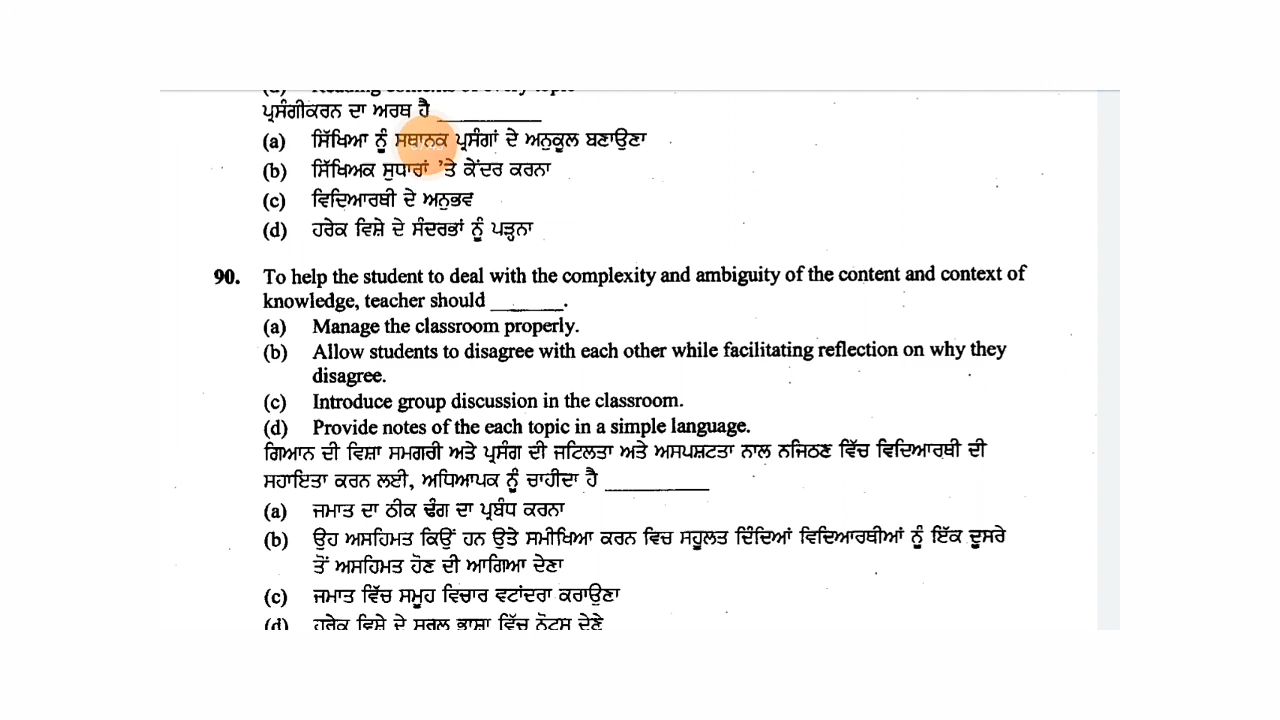 ਪ੍ਰਸੰਗੀਕਰਨ ਦਾ ਅਰਥ ਹੈ __________
(a) ਸਿੱਖਿਆ ਨੂੰ ਸਥਾਨਕ ਪ੍ਰਸੰਗਾਂ ਦੇ ਅਨੁਕੂਲ ਬਣਾਉਣਾ
(b) ਸਿੱਖਿਅਕ ਸੁਧਾਰਾਂ 'ਤੇ ਕੇਂਦਰ ਕਰਨਾ
(c) ਵਿਦਿਆਰਥੀ ਦੇ ਅਨੁਭਵ
(d) ਹਰੇਕ ਵਿਸ਼ੇ ਦੇ ਸੰਦਰਭਾਂ ਨੂੰ ਪੜ੍ਹਨਾ
90. To help the student to deal with the complexity and ambiguity of the content and context of
knowledge, teacher should _______.
(a) Manage the classroom properly.
(b) Allow students to disagree with each other while facilitating reflection on why they
disagree.
(c) Introduce group discussion in the classroom.
(d) Provide notes of the each topic in a simple language.
ਗਿਆਨ ਦੀ ਵਿਸ਼ਾ ਸਮਗਰੀ ਅਤੇ ਪ੍ਰਸੰਗ ਦੀ ਜਟਿਲਤਾ ਅਤੇ ਅਸਪਸ਼ਟਤਾ ਨਾਲ ਨਜਿੱਠਣ ਵਿੱਚ ਵਿਦਿਆਰਥੀ ਦੀ
ਸਹਾਇਤਾ ਕਰਨ ਲਈ, ਅਧਿਆਪਕ ਨੂੰ ਚਾਹੀਦਾ ਹੈ __________
(a) ਜਮਾਤ ਦਾ ਠੀਕ ਢੰਗ ਦਾ ਪ੍ਰਬੰਧ ਕਰਨਾ
(b) ਉਹ ਅਸਹਿਮਤ ਕਿਉਂ ਹਨ ਉਤੇ ਸਮੀਖਿਆ ਕਰਨ ਵਿਚ ਸਹੂਲਤ ਦਿੰਦਿਆਂ ਵਿਦਿਆਰਥੀਆਂ ਨੂੰ ਇੱਕ ਦੂਸਰੇ
ਤੋਂ ਅਸਹਿਮਤ ਹੋਣ ਦੀ ਆਗਿਆ ਦੇਣਾ
(c) ਜਮਾਤ ਵਿੱਚ ਸਮੂਹ ਵਿਚਾਰ ਵਟਾਂਦਰਾ ਕਰਾਉਣਾ
(d) ਹਰੇਕ ਵਿਸ਼ੇ ਦੇ ਸਰਲ ਭਾਸ਼ਾ ਵਿੱਚ ਨੋਟਸ ਦੇਣੇ